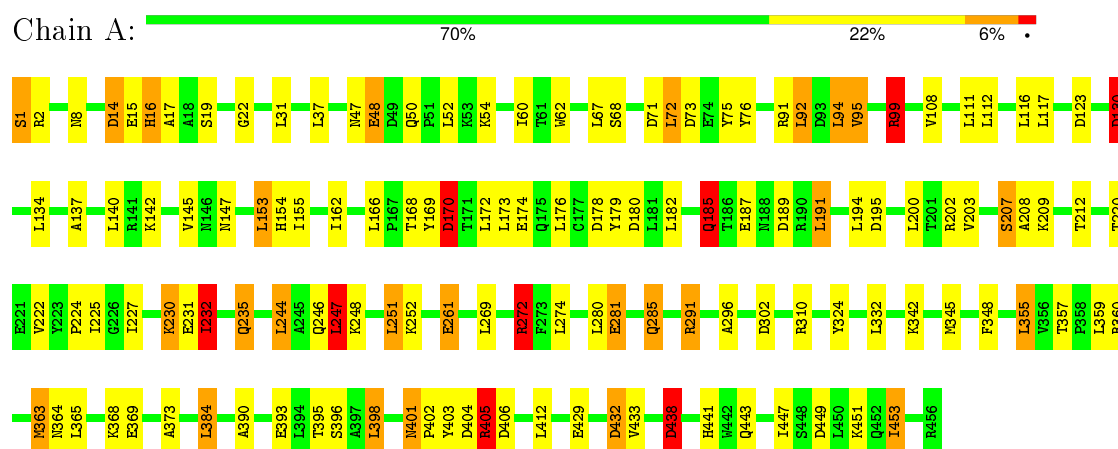 Chain A:
70% 22% 6% •
S1 R2 N8 D14 E15 H16 A17 A18 S19 G22 L31 L37 N47 E48 D49 Q50 P51 L52 K53 K54 I60 T61 W62 L67 S68 D71 L72 D73 E74 Y75 Y76 R91 L92 D93 L94 V95 R99 V108 L111 L112 L116 L117 D123 D130
L134 A137 L140 R141 K142 V145 N146 N147 L153 H154 I155 I162 L166 P167 T168 Y169 D170 T171 L172 L173 E174 Q175 L176 C177 D178 Y179 D180 L181 L182 Q185 T186 E187 N188 D189 R190 L191 L194 D195 L200 T201 R202 V203 S207 A208 K209 T212 T220
E221 V222 Y223 P224 I225 G226 I227 K230 E231 I232 Q235 L244 A245 Q246 L247 K248 L251 K252 E261 L269 R272 F273 L274 L280 E281 Q285 R291 A296 D302 R310 Y324 L332 K342 M345 F348 L355 V356 T357 P358 L359
M363 N364 L365 K368 E369 A373 L384 A390 E393 L394 T395 S396 A397 L398 N401 P402 Y403 D404 R405 D406 L412 E429 D432 V433 D438 H441 W442 Q443 I447 S448 D449 L450 K451 Q452 I453 R456